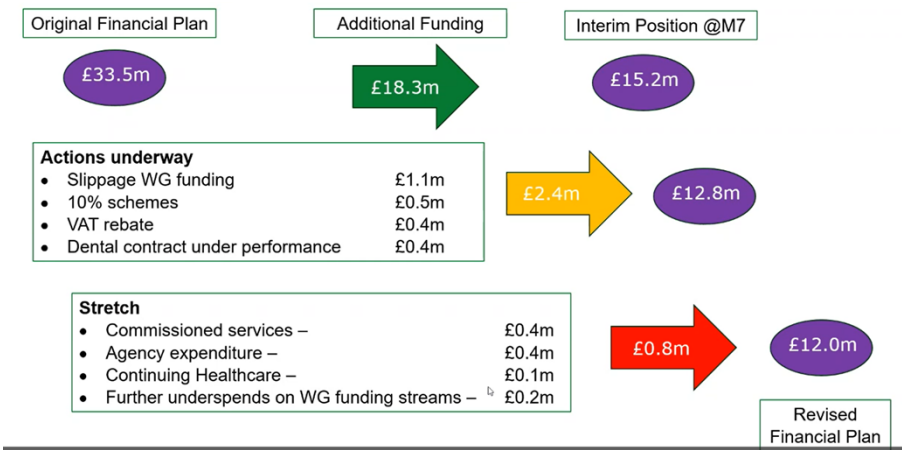 Original Financial Plan
Additional Funding
Interim Position @M7
£33.5m
£18.3m
£15.2m
Actions underway
• Slippage WG funding £1.1m
• 10% schemes £0.5m
• VAT rebate £0.4m
• Dental contract under performance £0.4m
£2.4m
£12.8m
Stretch
• Commissioned services – £0.4m
• Agency expenditure – £0.4m
• Continuing Healthcare – £0.1m
• Further underspends on WG funding streams – £0.2m
£0.8m
£12.0m
Revised
Financial Plan